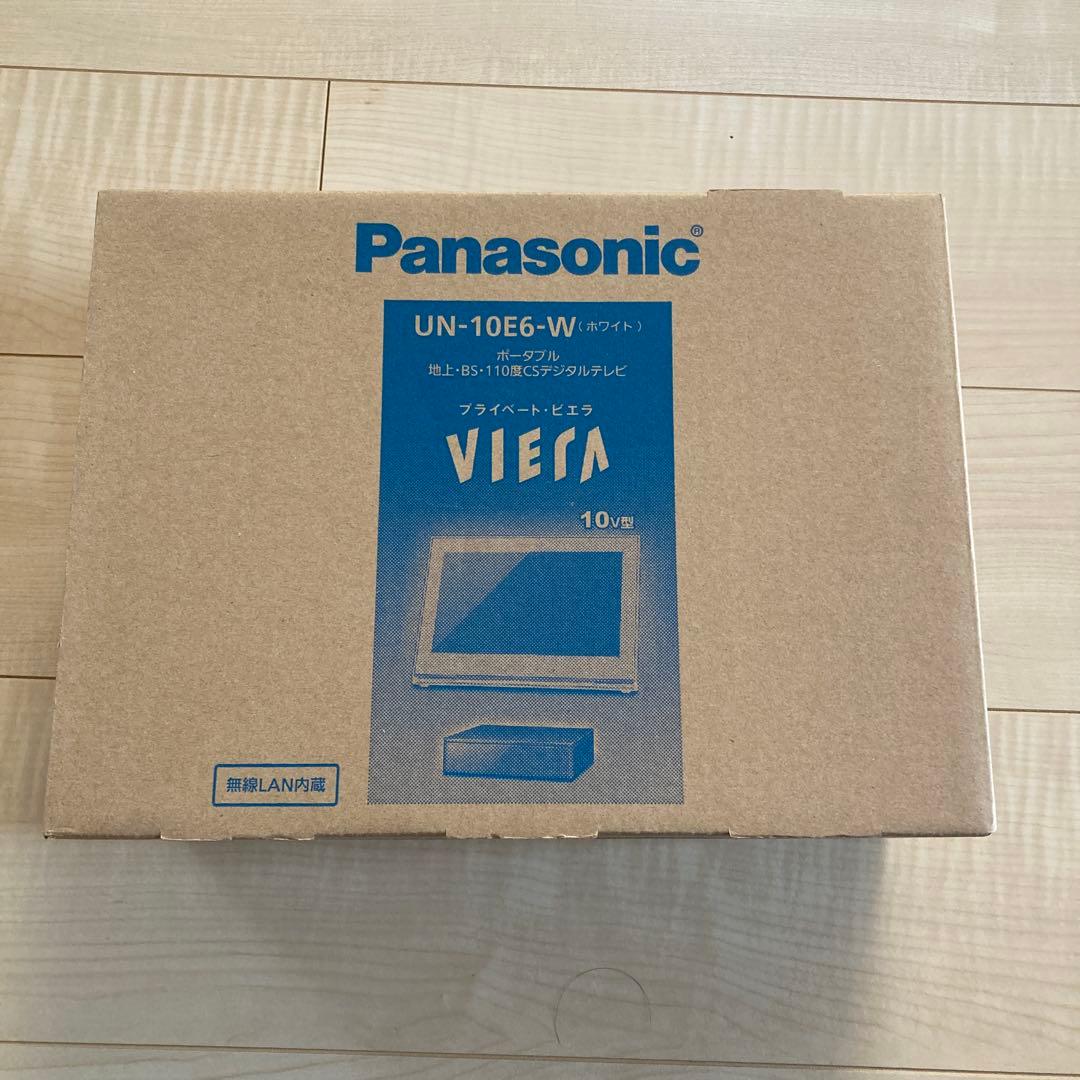 Panasonic®
UN-10E6-W(ホワイト)
ポータブル
地上・BS・110度CSデジタルテレビ
プライベート・ビエラ
VIERA
10V型
無線LAN内蔵